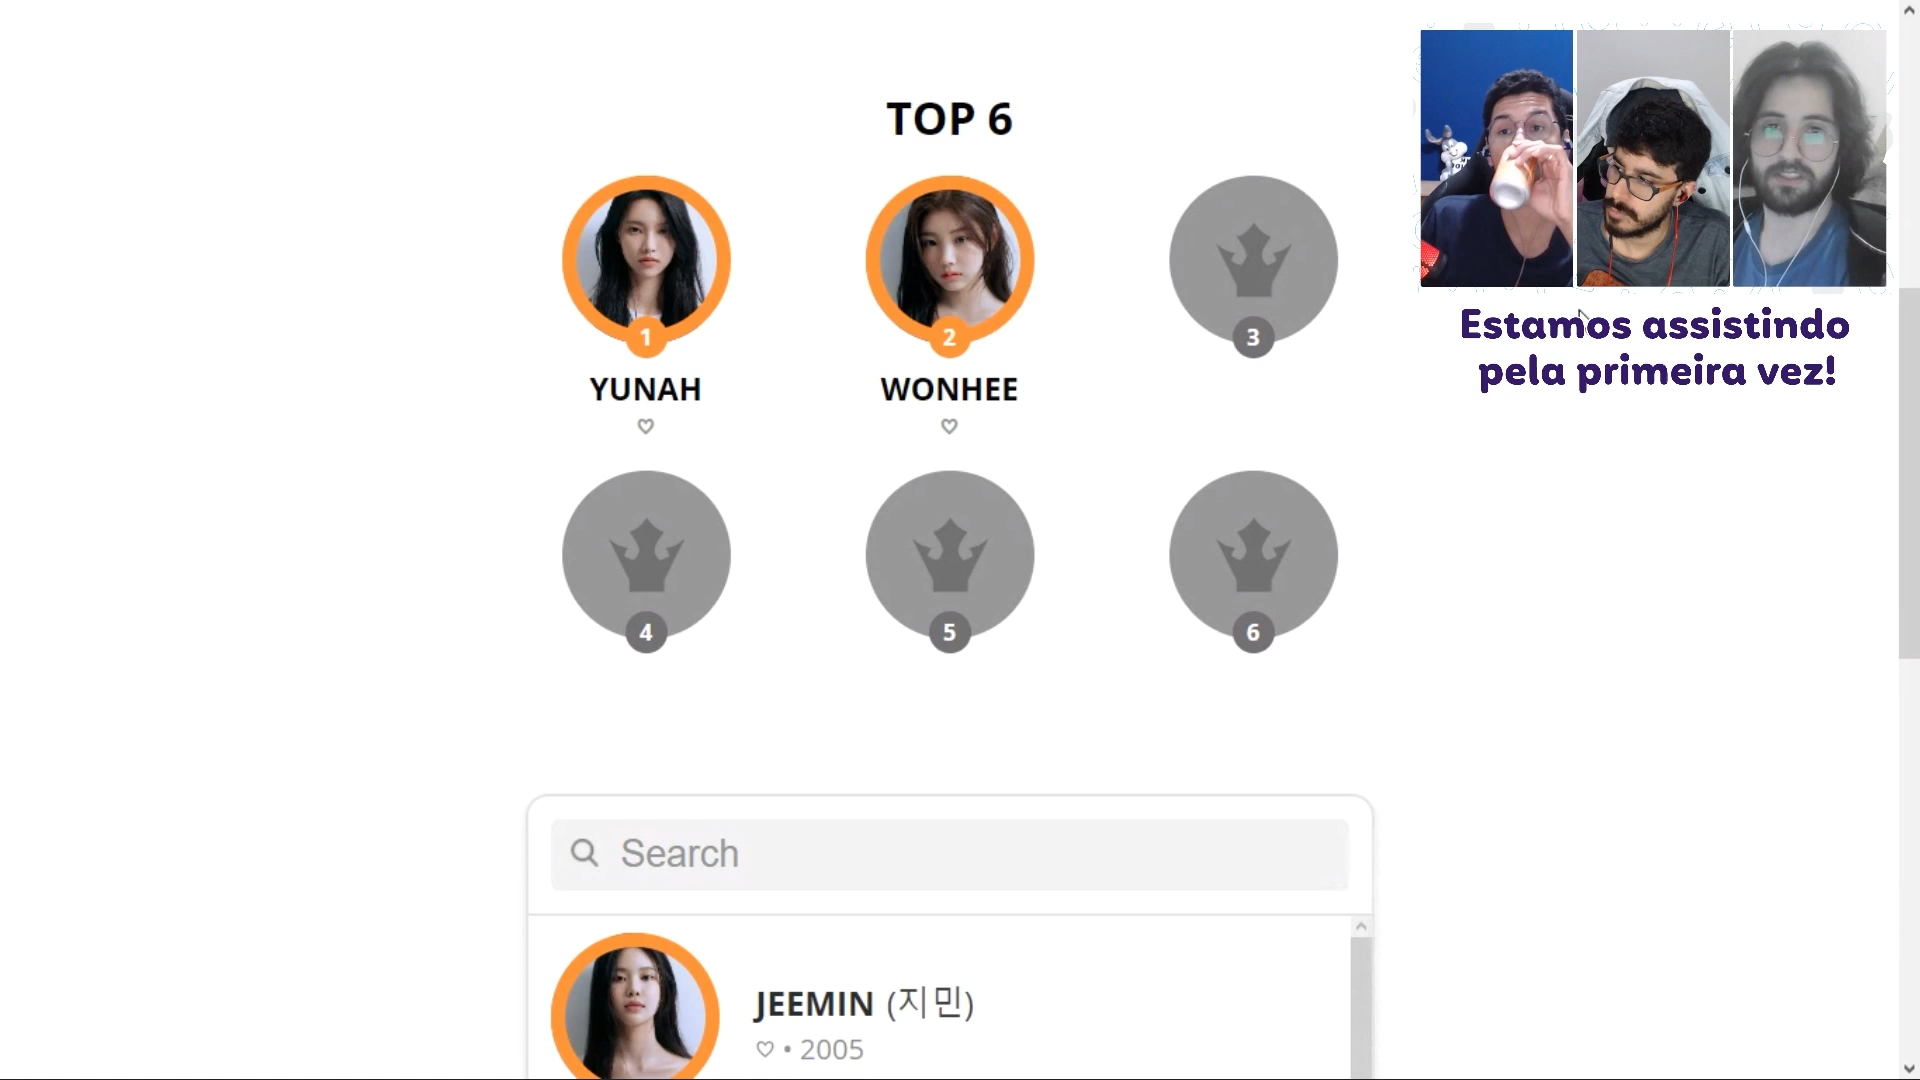 TOP 6
1
2
3
YUNAH
WONHEE
4
5
6
Search
JEEMIN (지민)
♡ • 2005
Estamos assistindo
pela primeira vez!